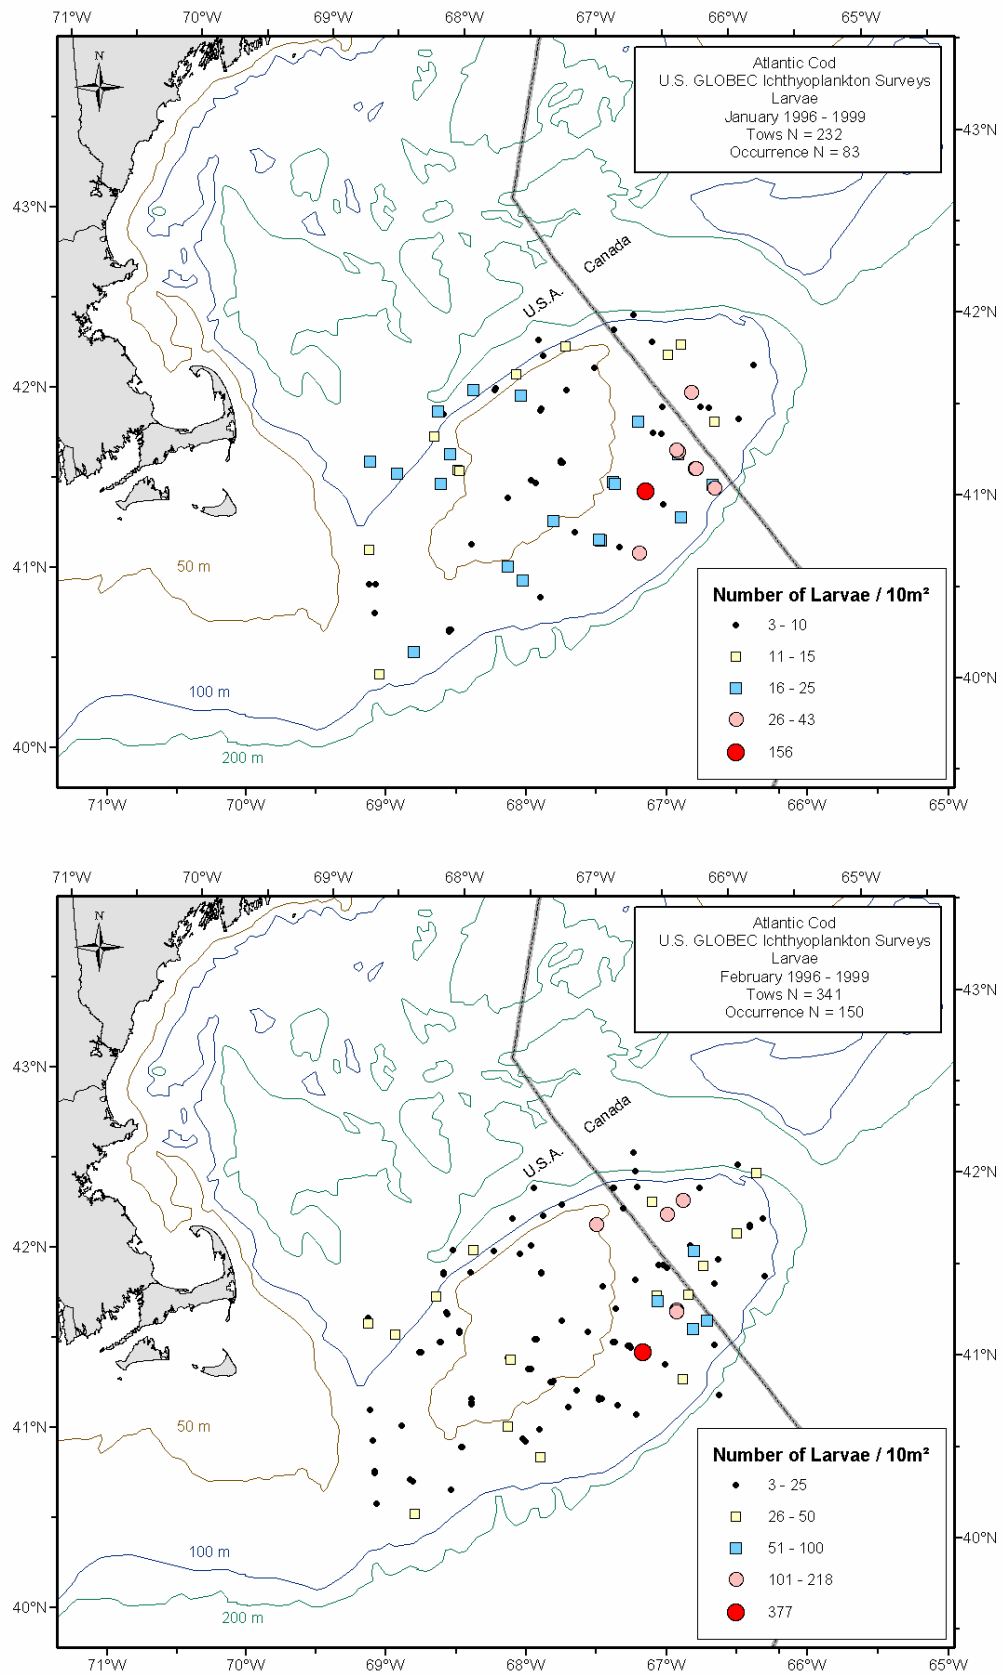 71°W 70°W 69°W 68°W 67°W 66°W 65°W
N
Atlantic Cod
U.S. GLOBEC Ichthyoplankton Surveys
Larvae
January 1996 - 1999
Tows N = 232
Occurrence N = 83
43°N
43°N
Canada
U.S.A.
42°N
42°N
41°N
41°N
50 m
Number of Larvae / 10m²
3 - 10
11 - 15
16 - 25
26 - 43
156
40°N
100 m
40°N
200 m
71°W 70°W 69°W 68°W 67°W 66°W 65°W
71°W 70°W 69°W 68°W 67°W 66°W 65°W
N
Atlantic Cod
U.S. GLOBEC Ichthyoplankton Surveys
Larvae
February 1996 - 1999
Tows N = 341
Occurrence N = 150
43°N
43°N
Canada
U.S.A.
42°N
42°N
41°N
41°N
50 m
Number of Larvae / 10m²
3 - 25
26 - 50
51 - 100
101 - 218
377
40°N
100 m
40°N
200 m
71°W 70°W 69°W 68°W 67°W 66°W 65°W